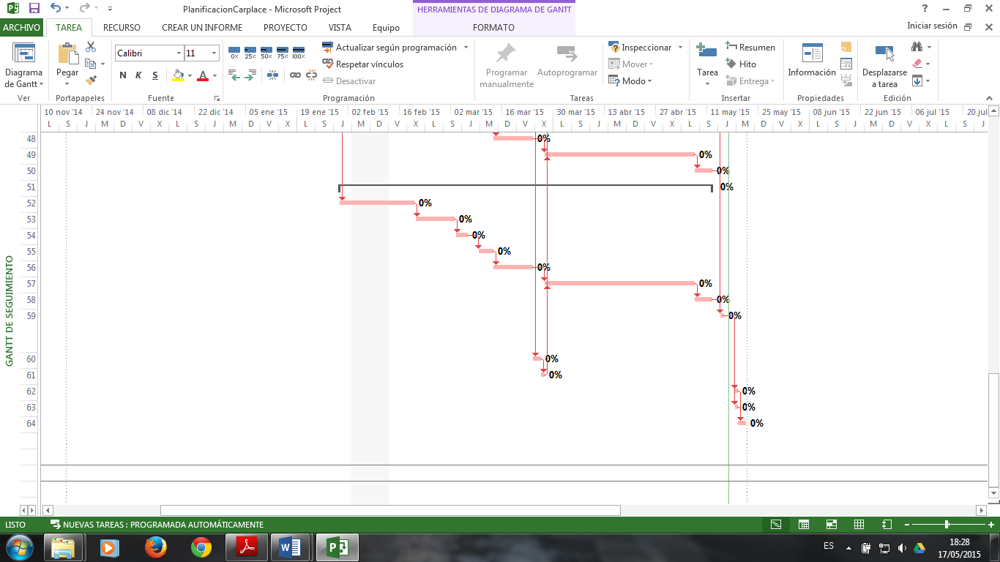 PlanificacionCarplace - Microsoft Project
HERRAMIENTAS DE DIAGRAMA DE GANTT
ARCHIVO TAREA RECURSO CREAR UN INFORME PROYECTO VISTA Equipo FORMATO Iniciar sesión
Calibri 11
0% 25% 50% 75% 100%
Actualizar según programación
Respetar vínculos
Desactivar
N K S
Diagrama de Gantt
Pegar
Programar manualmente
Autoprogramar
Inspeccionar
Mover
Modo
Tarea
Resumen
Hito
Entrega
Información
Desplazarse a tarea
Ver Portapapeles Fuente Programación Tareas Insertar Propiedades Edición
10 nov '14 24 nov '14 08 dic '14 22 dic '14 05 ene '15 19 ene '15 02 feb '15 16 feb '15 02 mar '15 16 mar '15 30 mar '15 13 abr '15 27 abr '15 11 may '15 25 may '15 08 jun '15 22 jun '15 06 jul '15 20 jul
L S J M D V X L S J M D V X L S J M D V X L S J M D V X L S J M D V X L S J M D V X L S J M D V X L S J
48 0%
49 0%
50 0%
51 0%
52 0%
53 0%
54 0%
55 0%
56 0%
57 0%
58 0%
59 0%
60 0%
61 0%
62 0%
63 0%
64 0%
GANTT DE SEGUIMIENTO
LISTO NUEVAS TAREAS : PROGRAMADA AUTOMÁTICAMENTE
ES
18:28
17/05/2015